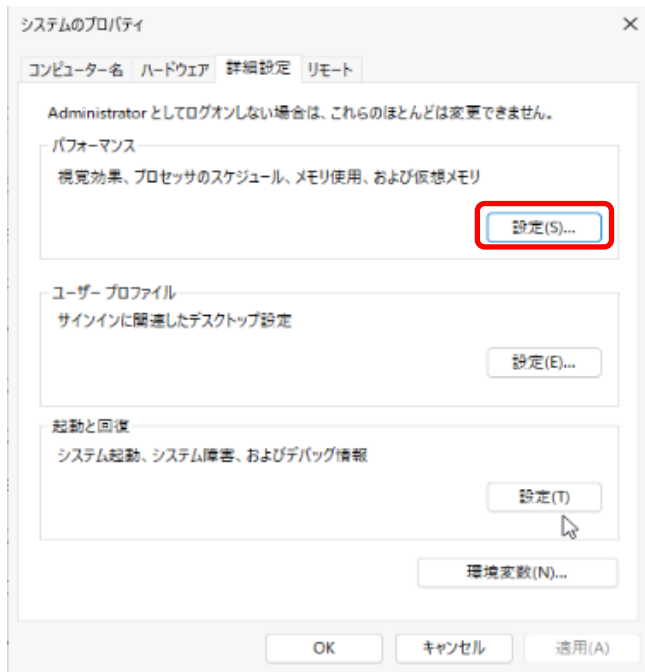 システムのプロパティ
コンピューター名 ハードウェア 詳細設定 リモート
Administrator としてログオンしない場合は、これらのほとんどは変更できません。
パフォーマンス
視覚効果、プロセッサのスケジュール、メモリ使用、および仮想メモリ
設定(S)...
ユーザー プロファイル
サインインに関連したデスクトップ設定
設定(E)...
起動と回復
システム起動、システム障害、およびデバッグ情報
設定(T)
環境変数(N)...
OK キャンセル 適用(A)